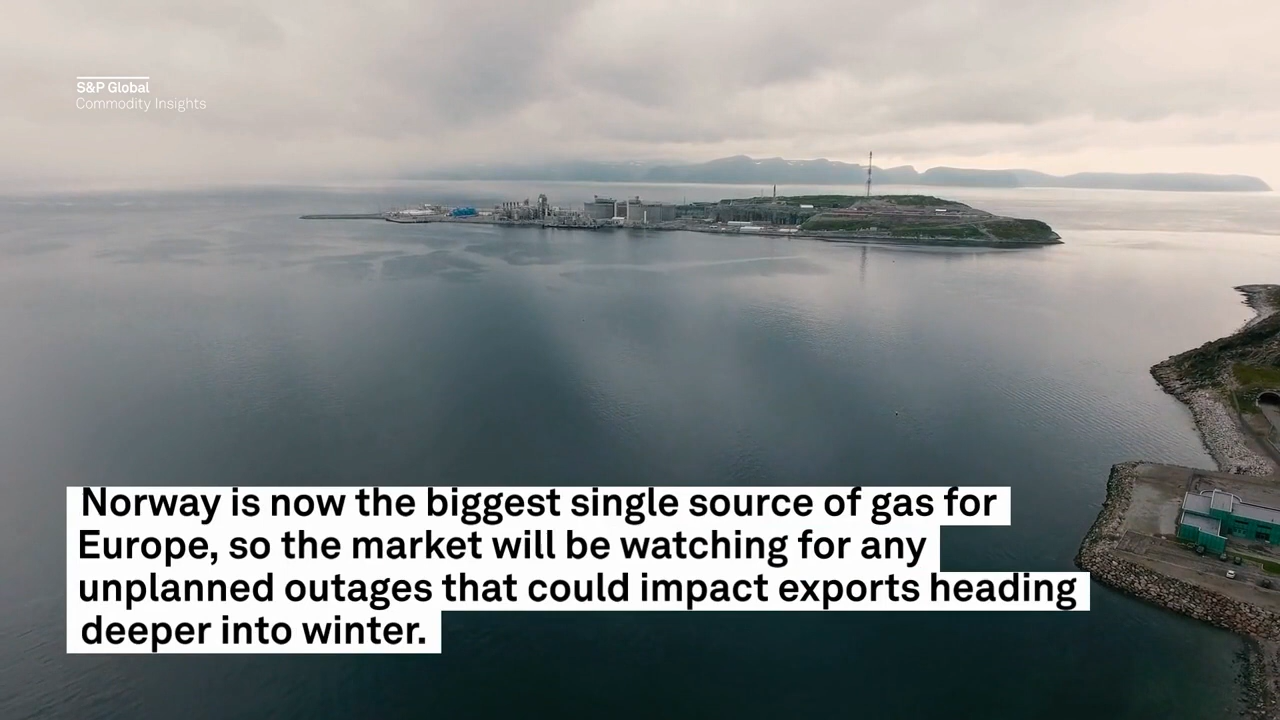 S&P Global
Commodity Insights
Norway is now the biggest single source of gas for
Europe, so the market will be watching for any
unplanned outages that could impact exports heading
deeper into winter.